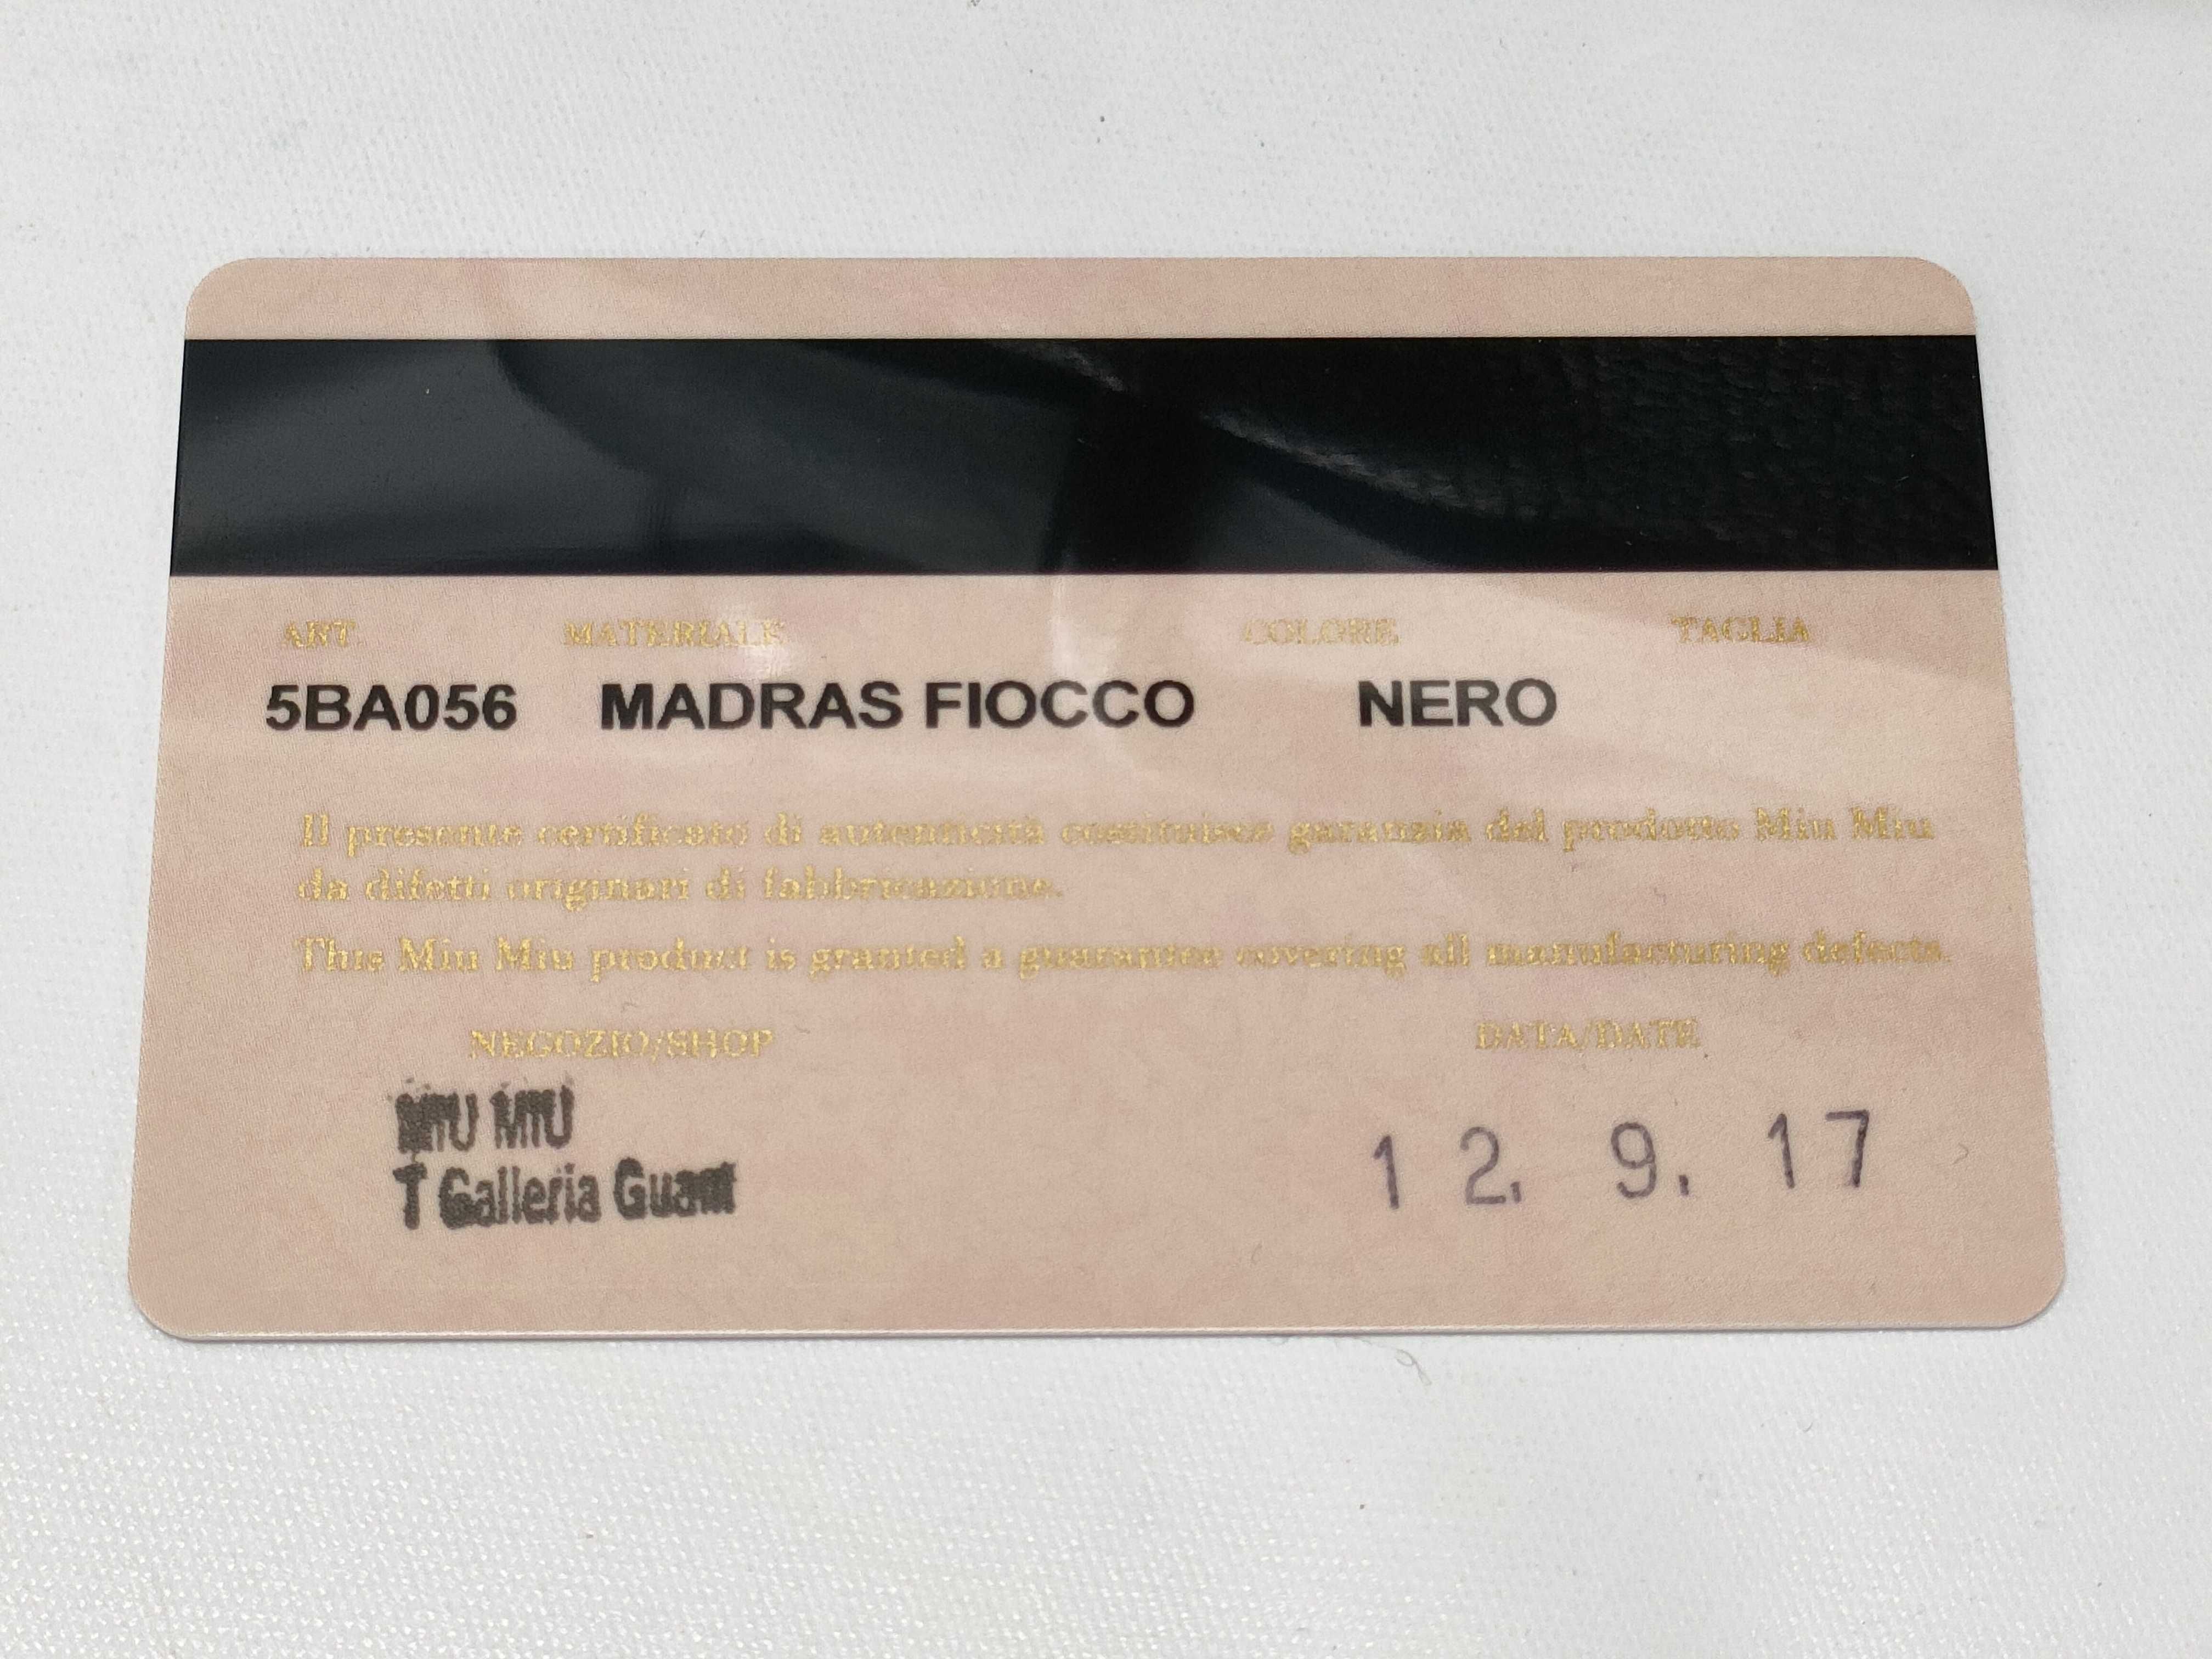 ART MATERIALE COLORE TAGLIA
5BA056 MADRAS FIOCCO NERO
Il presente certificato di autenticità costituisce garanzia del prodotto Miu Miu
da difetti originari di fabbricazione.
This Miu Miu product is granted a guarantee covering all manufacturing defects.
NEGOZIO/SHOP DATA/DATE
MIU MIU
T Galleria Guam
12. 9. 17